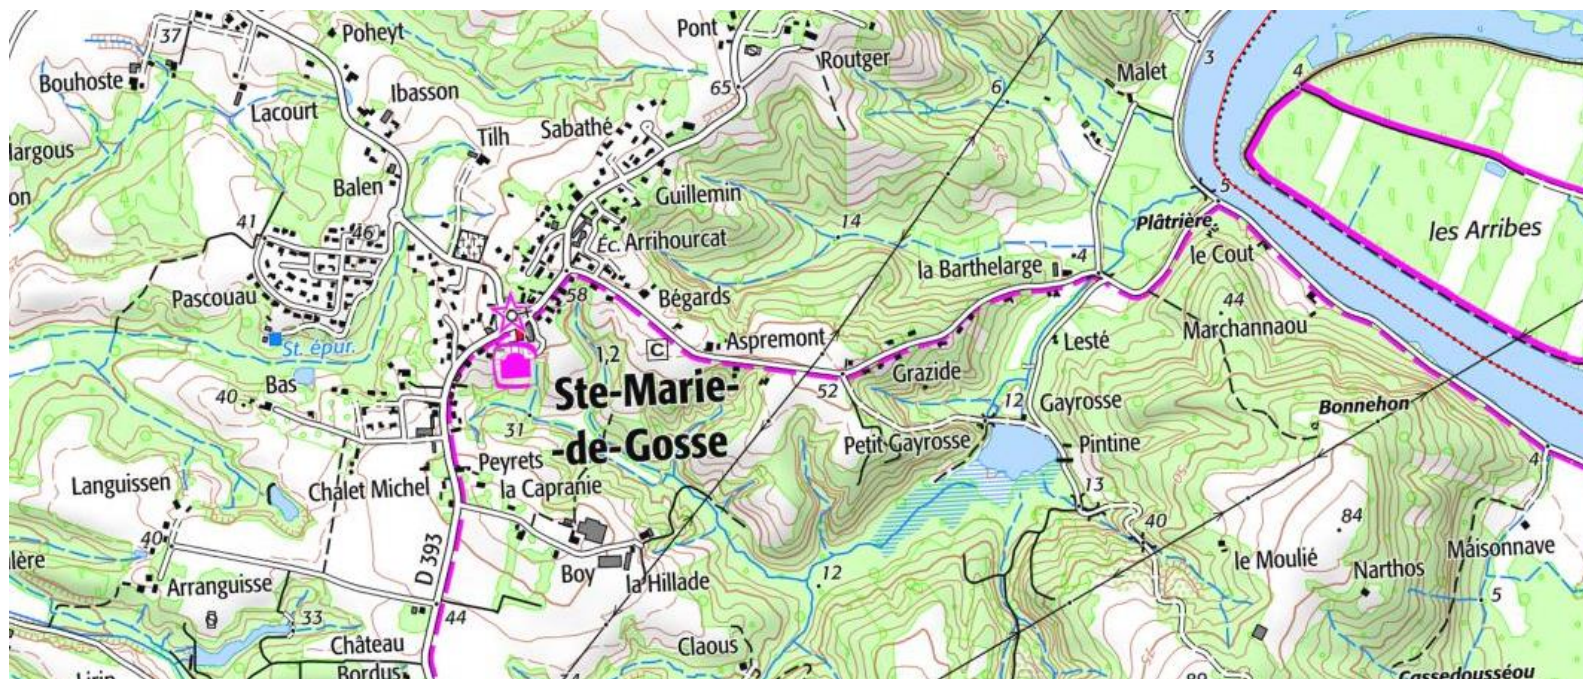 37
Poheyt
Pont
Routger
3
4
Bouhoste
Lacourt
Ibasson
65
6
Malet
Tilh
Sabathé
Balen
Guillemin
5
41
46
Éc.
Arrihourcat
14
Plâtrière
les Arribes
la Barthelarge
4
le Cout
Pascouau
58
Bégards
44
Marchannaou
St. épur.
1,2
C
Aspremont
Lesté
Bas
40
Ste-Marie-
-de-Gosse
52
Grazide
12
Gayrosse
Bonnehon
31
Petit Gayrosse
Pintine
4
Peyrets
Languissen
Chalet Michel
la Capranie
13
50
40
84
40
D 393
Boy
la Hillade
12
le Moulié
Narthos
Maisonnave
Arranguisse
5
33
44
Château
Bordus
Claous
25
Cassedousséou